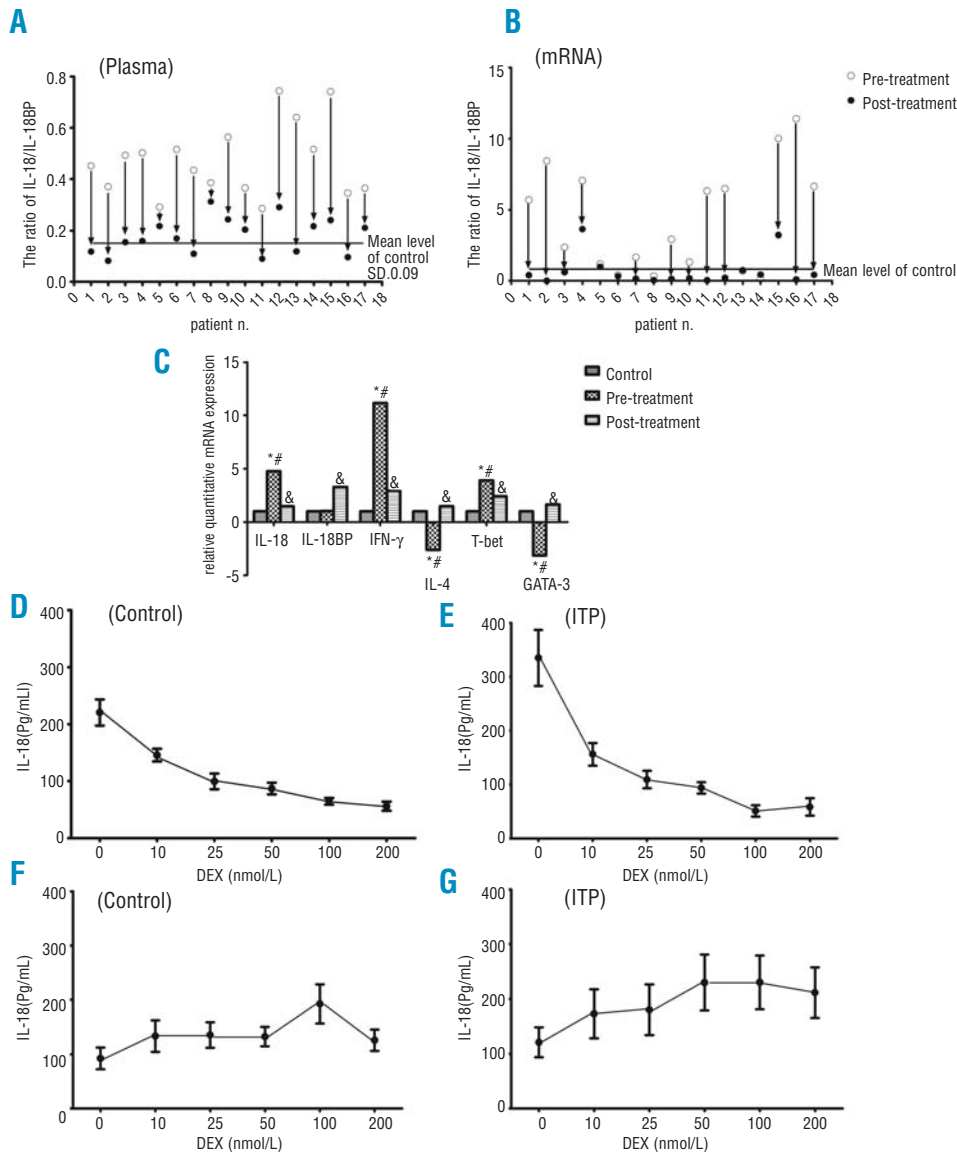 A
(Plasma)
The ratio of IL-18/IL-18BP
0.8
0.6
0.4
0.2
0.0
0 1 2 3 4 5 6 7 8 9 10 11 12 13 14 15 16 17 18
patient n.
Mean level
of control
SD.0.09
B
(mRNA)
The ratio of IL-18/IL-18BP
15
10
5
0
0 1 2 3 4 5 6 7 8 9 10 11 12 13 14 15 16 17 18
patient n.
Mean level of control
Pre-treatment
Post-treatment
C
relative quantitative mRNA expression
15
10
5
0
-5
*#
&
&
*#
&
*#
&
*#
&
*#
&
IL-18 IL-18BP IFN-γ IL-4 T-bet GATA-3
Control
Pre-treatment
Post-treatment
D
(Control)
IL-18(Pg/mLl)
400
300
200
100
0
0 10 25 50 100 200
DEX (nmol/L)
E
(ITP)
IL-18(Pg/mL)
400
300
200
100
0
0 10 25 50 100 200
DEX (nmol/L)
F
(Control)
IL-18(Pg/mL)
400
300
200
100
0
0 10 25 50 100 200
DEX (nmol/L)
G
(ITP)
IL-18(Pg/mL)
400
300
200
100
0
0 10 25 50 100 200
DEX (nmol/L)